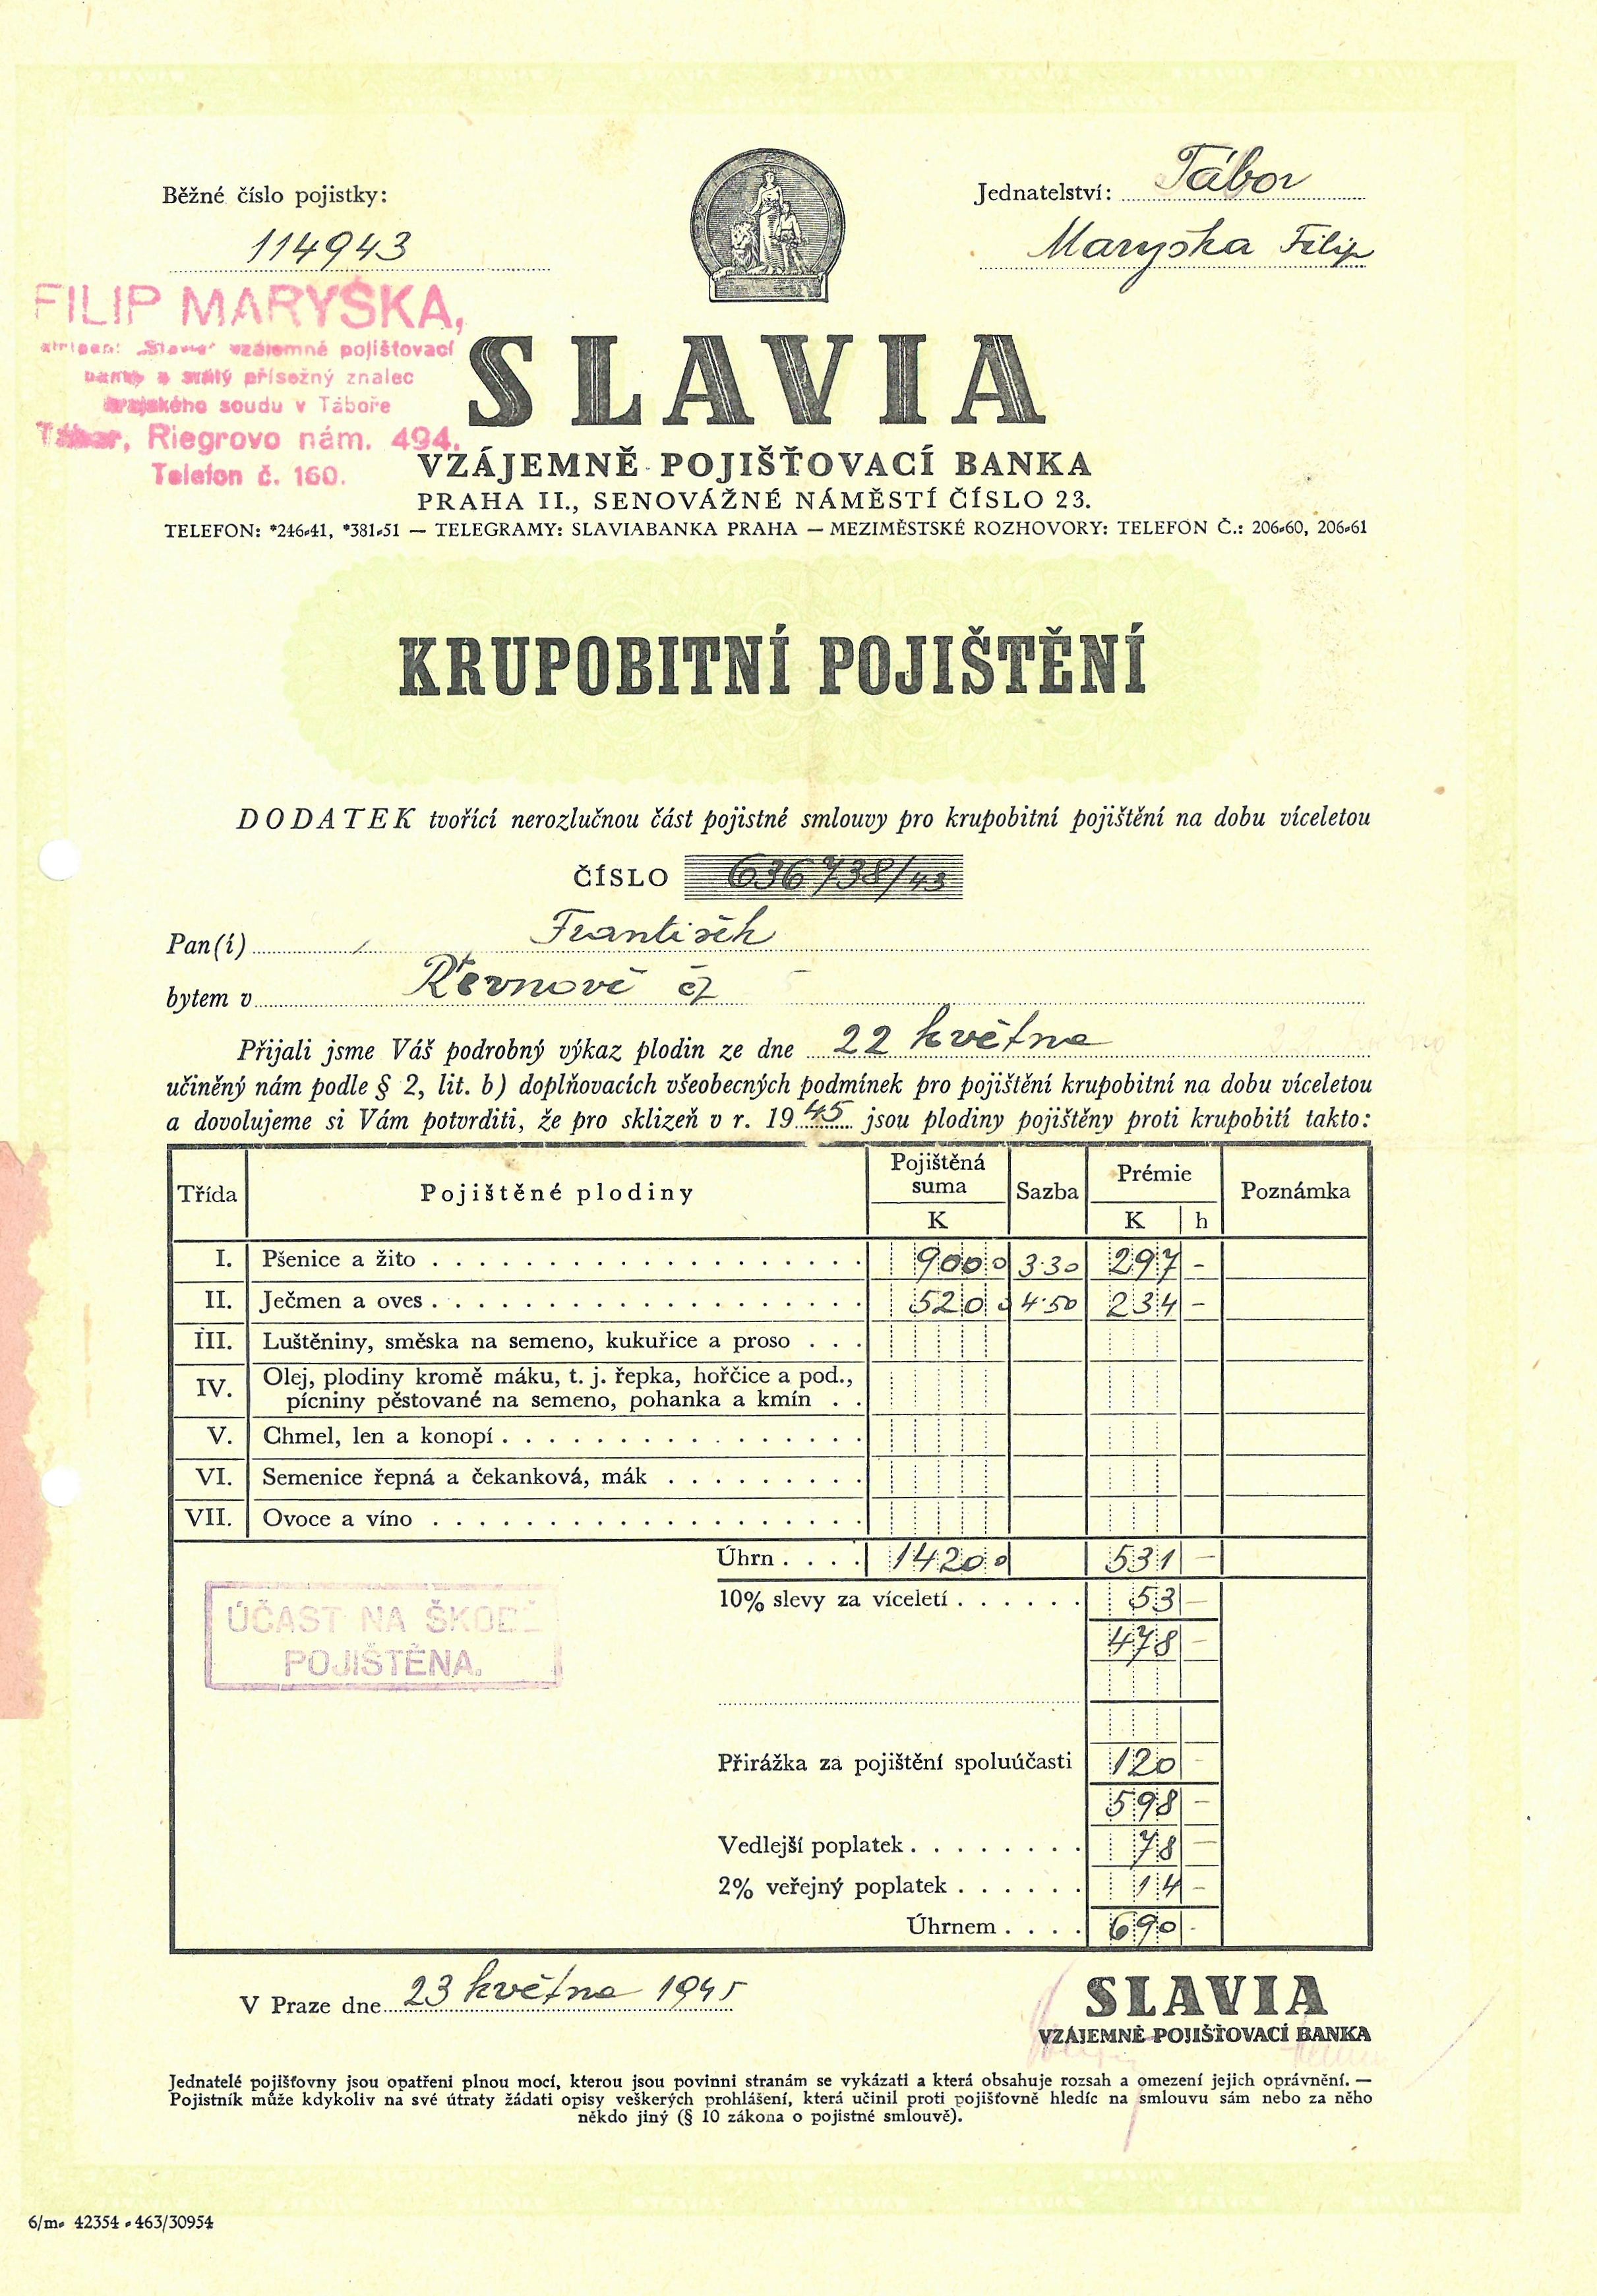 Běžné číslo pojistky:
114943
Jednatelství: Tábor
Maryska Filip
FILIP MARYŠKA,
"Slavia" vzájemné pojišťovací
banky a stálý přísežný znalec
krajského soudu v Táboře
Tábor, Riegrovo nám. 494.
Telefon č. 160.
SLAVIA
VZÁJEMNĚ POJIŠŤOVACÍ BANKA
PRAHA II., SENOVÁŽNÉ NÁMĚSTÍ ČÍSLO 23.
TELEFON: *246-41, *381-51 — TELEGRAMY: SLAVIABANKA PRAHA — MEZIMĚSTSKÉ ROZHOVORY: TELEFON Č.: 206-60, 206-61
KRUPOBITNÍ POJIŠTĚNÍ
DODATEK tvořící nerozlučnou část pojistné smlouvy pro krupobitní pojištění na dobu víceletou
ČÍSLO 636738/43
Pan(í) František
bytem v Řevnově čp
Přijali jsme Váš podrobný výkaz plodin ze dne 22 května
učiněný nám podle § 2, lit. b) doplňovacích všeobecných podmínek pro pojištění krupobitní na dobu víceletou
a dovolujeme si Vám potvrditi, že pro sklizeň v r. 1945 jsou plodiny pojištěny proti krupobití takto:
Třída Pojištěné plodiny Pojištěná suma K Sazba Prémie K h Poznámka
I. Pšenice a žito 9000 3.30 297 -
II. Ječmen a oves 5200 4.50 234 -
III. Luštěniny, směska na semeno, kukuřice a proso
IV. Olej, plodiny kromě máku, t. j. řepka, hořčice a pod.,
pícniny pěstované na semeno, pohanka a kmín
V. Chmel, len a konopí
VI. Semenice řepná a čekanková, mák
VII. Ovoce a víno
Úhrn 14200 531 -
10% slevy za víceletí 53 -
478 -
ÚČAST NA ŠKODĚ
POJIŠTĚNA.
Přirážka za pojištění spoluúčasti 120 -
598 -
Vedlejší poplatek 78 -
2% veřejný poplatek 14 -
Úhrnem 690 -
V Praze dne 23 května 1945
SLAVIA
VZÁJEMNĚ POJIŠŤOVACÍ BANKA
Jednatelé pojišťovny jsou opatřeni plnou mocí, kterou jsou povinni stranám se vykázati a která obsahuje rozsah a omezení jejich oprávnění. —
Pojistník může kdykoliv na své útraty žádati opisy veškerých prohlášení, která učinil proti pojišťovně hledíc na smlouvu sám nebo za něho
někdo jiný (§ 10 zákona o pojistné smlouvě).
6/m- 42354 - 463/30954